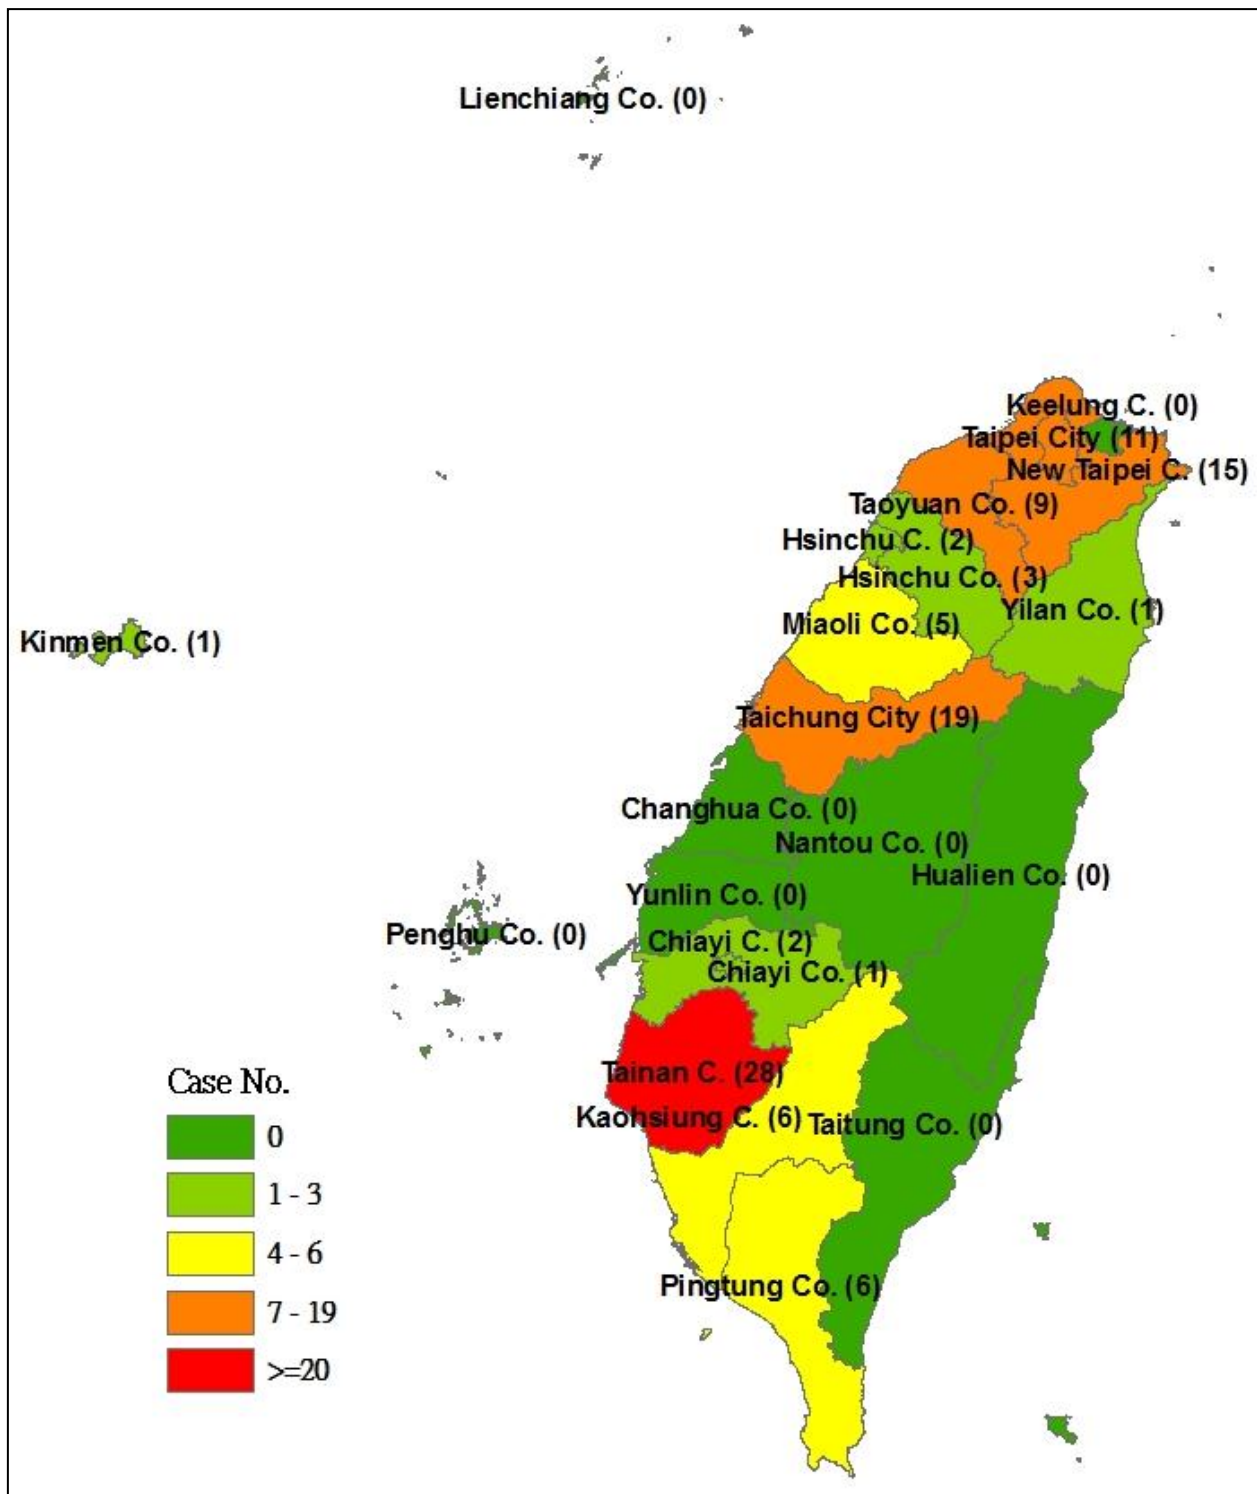 Lienchiang Co. (0)
Keelung C. (0)
Taipei City (11)
New Taipei C. (15)
Taoyuan Co. (9)
Hsinchu C. (2)
Hsinchu Co. (3)
Yilan Co. (1)
Miaoli Co. (5)
Kinmen Co. (1)
Taichung City (19)
Changhua Co. (0)
Nantou Co. (0)
Hualien Co. (0)
Yunlin Co. (0)
Penghu Co. (0)
Chiayi C. (2)
Chiayi Co. (1)
Tainan C. (28)
Kaohsiung C. (6)
Taitung Co. (0)
Pingtung Co. (6)
Case No.
0
1 - 3
4 - 6
7 - 19
>=20